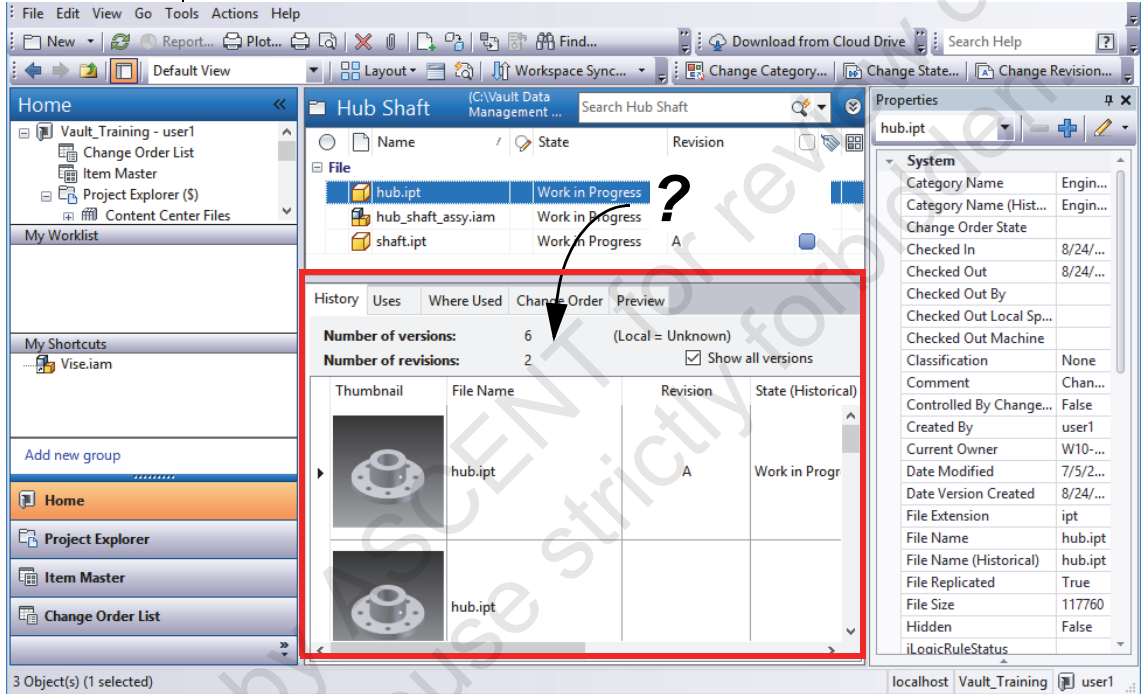 File Edit View Go Tools Actions Help
New Report... Plot... Find... Download from Cloud Drive Search Help ?
Default View Layout Workspace Sync... Change Category... Change State... Change Revision...
Home «
Vault_Training - user1
Change Order List
Item Master
Project Explorer ($)
Content Center Files
My Worklist
My Shortcuts
Vise.iam
Add new group
Home
Project Explorer
Item Master
Change Order List
Hub Shaft (C:\Vault Data Management ... Search Hub Shaft
Name / State Revision
File
hub.ipt Work in Progress
hub_shaft_assy.iam Work in Progress
shaft.ipt Work in Progress A
?
History Uses Where Used Change Order Preview
Number of versions: 6 (Local = Unknown)
Number of revisions: 2 Show all versions
Thumbnail File Name Revision State (Historical)
hub.ipt A Work in Progr
hub.ipt
Properties
hub.ipt
System
Category Name Engin...
Category Name (Hist... Engin...
Change Order State
Checked In 8/24/...
Checked Out 8/24/...
Checked Out By
Checked Out Local Sp...
Checked Out Machine
Classification None
Comment Chan...
Controlled By Change... False
Created By user1
Current Owner W10-...
Date Modified 7/5/2...
Date Version Created 8/24/...
File Extension ipt
File Name hub.ipt
File Name (Historical) hub.ipt
File Replicated True
File Size 117760
Hidden False
iLogicRuleStatus
3 Object(s) (1 selected) localhost Vault_Training user1
by ASCENT for review o
use strictly forbidden.